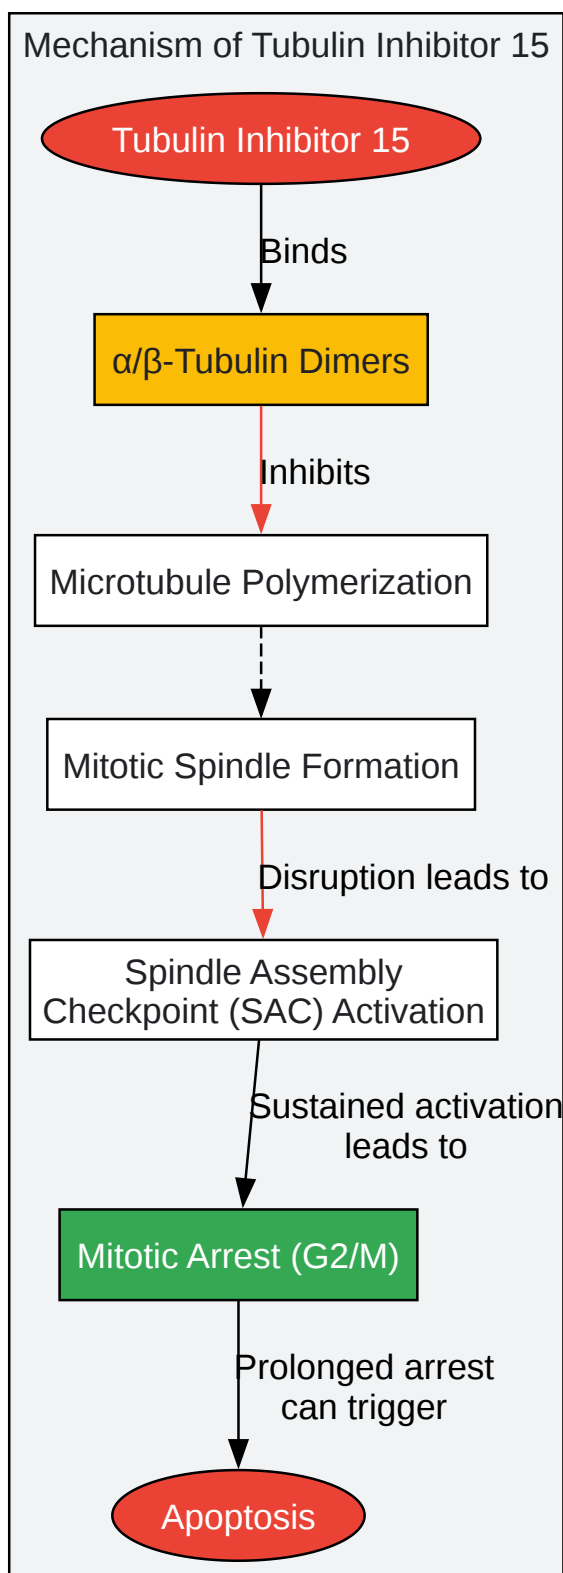 Mechanism of Tubulin Inhibitor 15
Tubulin Inhibitor 15
Binds
α/β-Tubulin Dimers
Inhibits
Microtubule Polymerization
Mitotic Spindle Formation
Disruption leads to
Spindle Assembly
Checkpoint (SAC) Activation
Sustained activation
leads to
Mitotic Arrest (G2/M)
Prolonged arrest
can trigger
Apoptosis